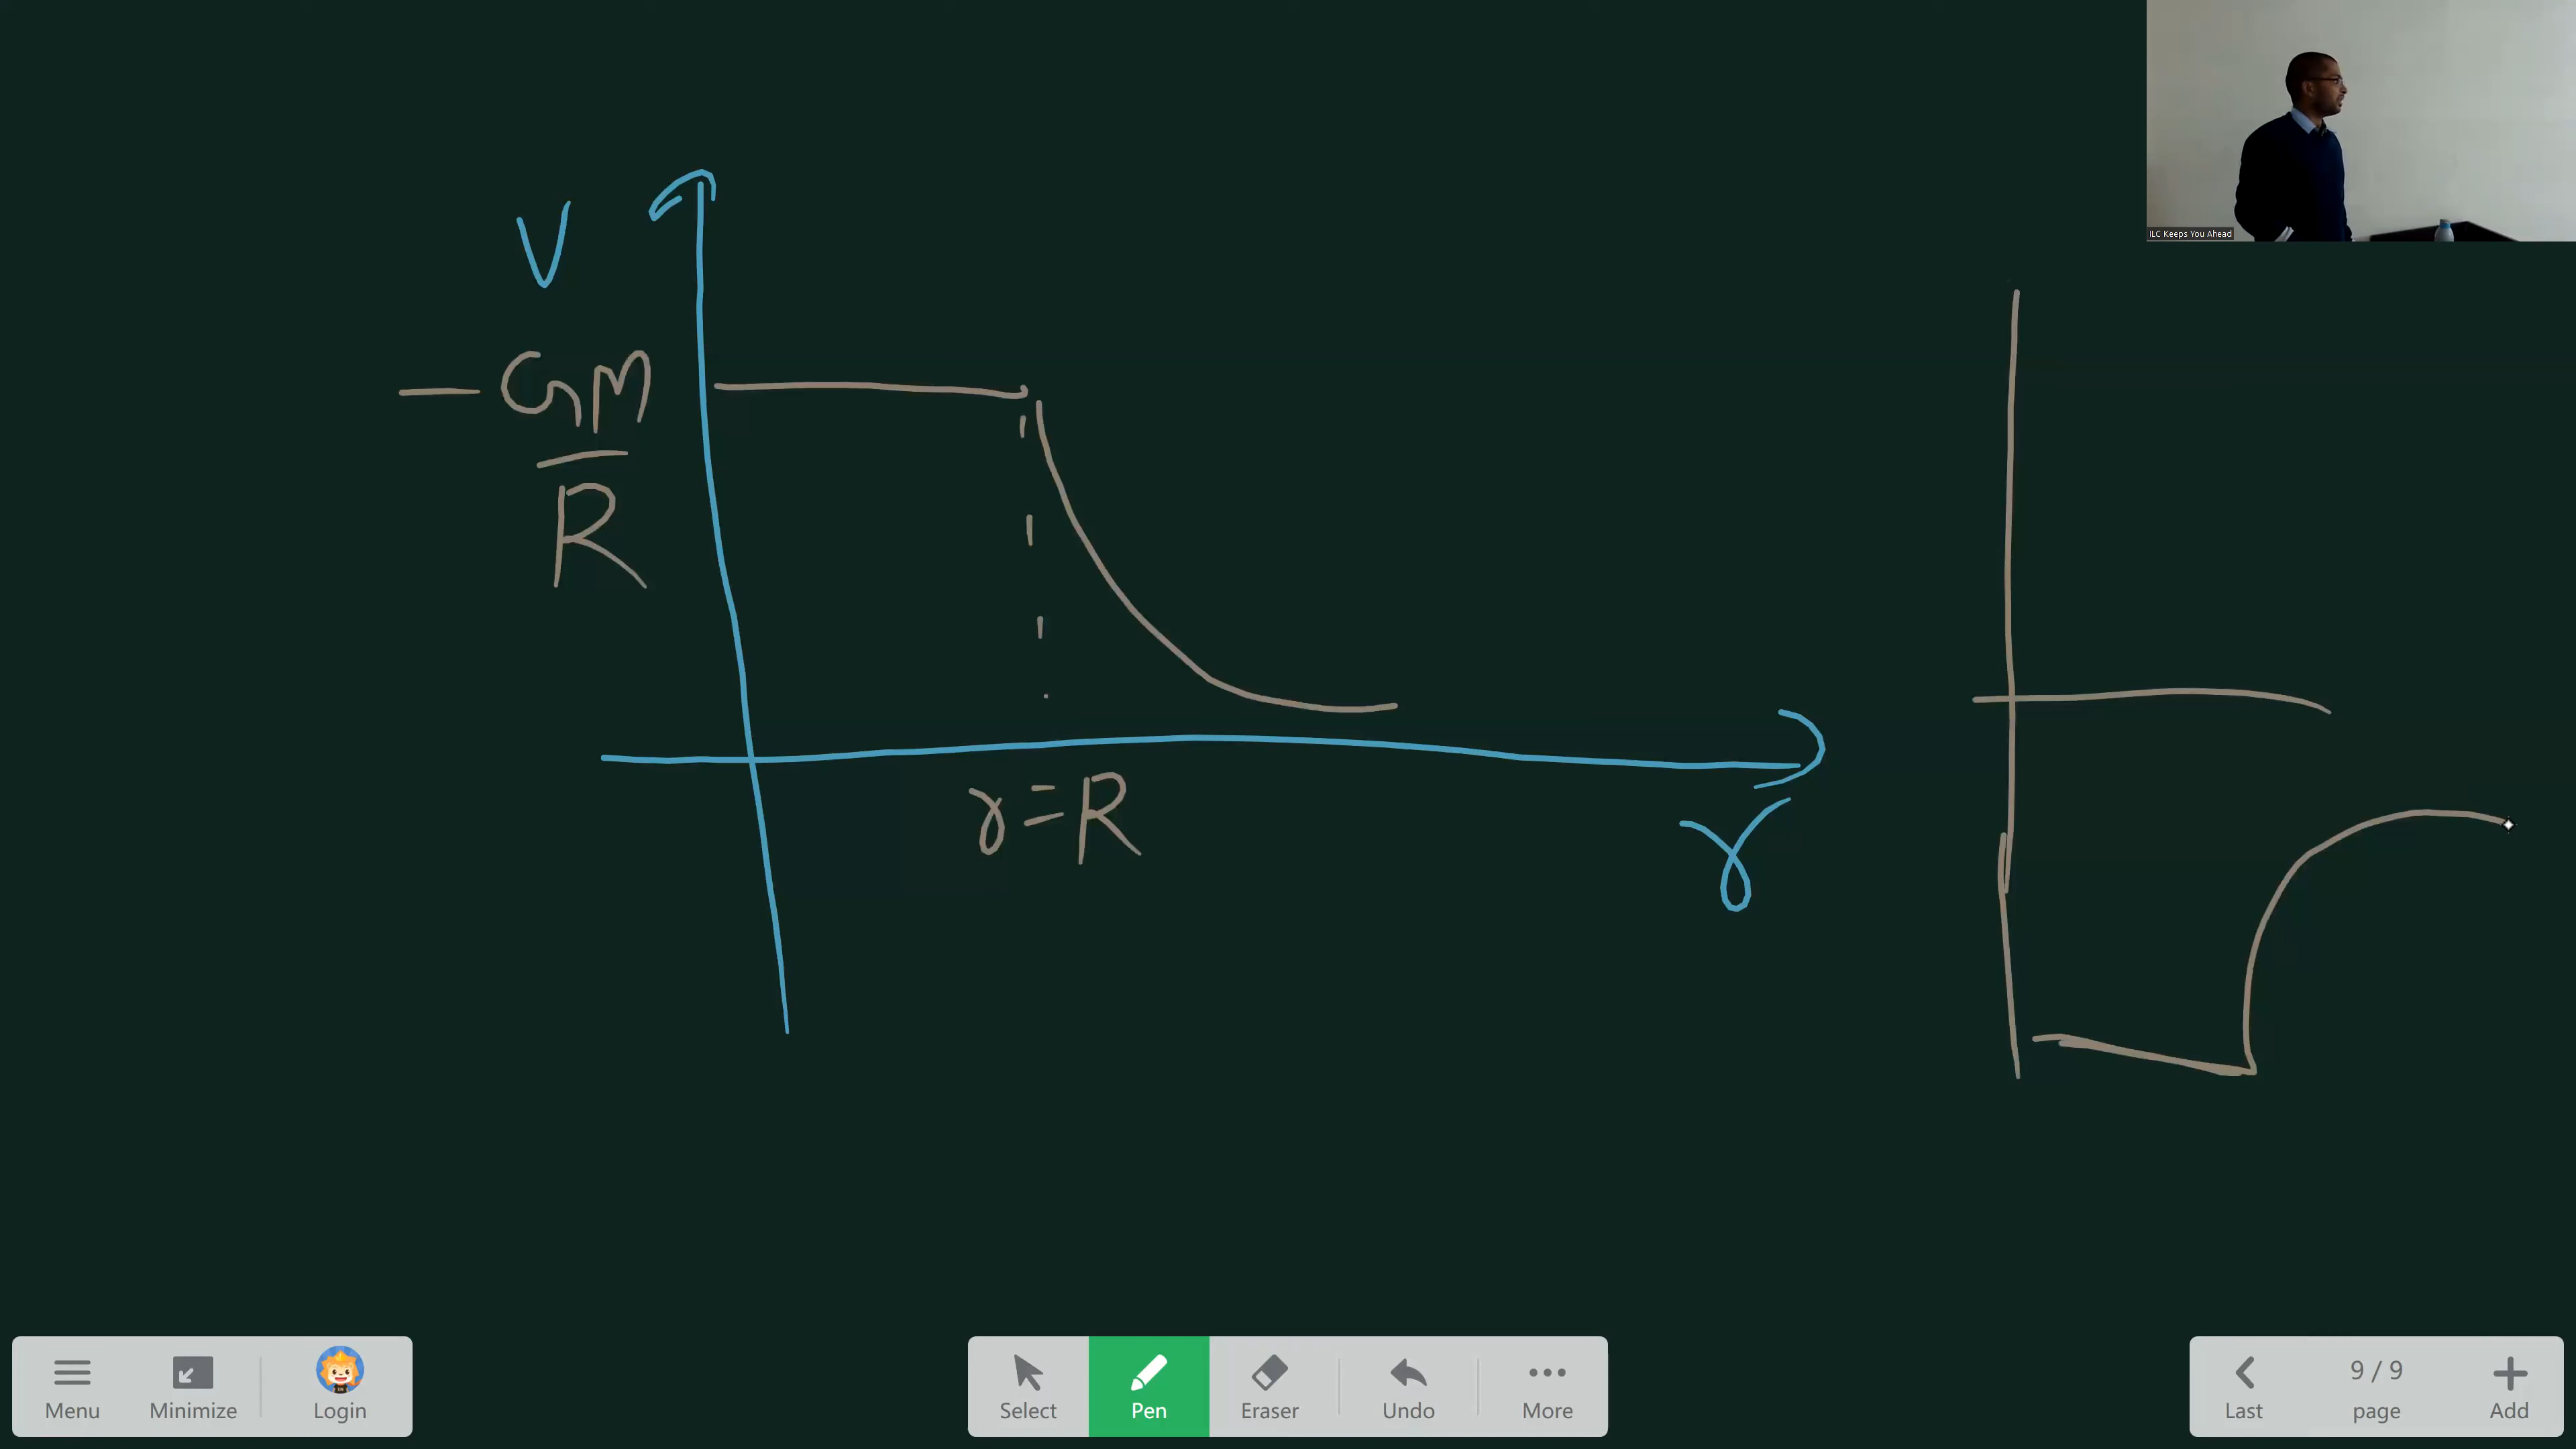 V
ILC Keeps You Ahead
— GM
R
r = R
r
Menu
Minimize
Login
Select
Pen
Eraser
Undo
More
Last
9 / 9
page
Add